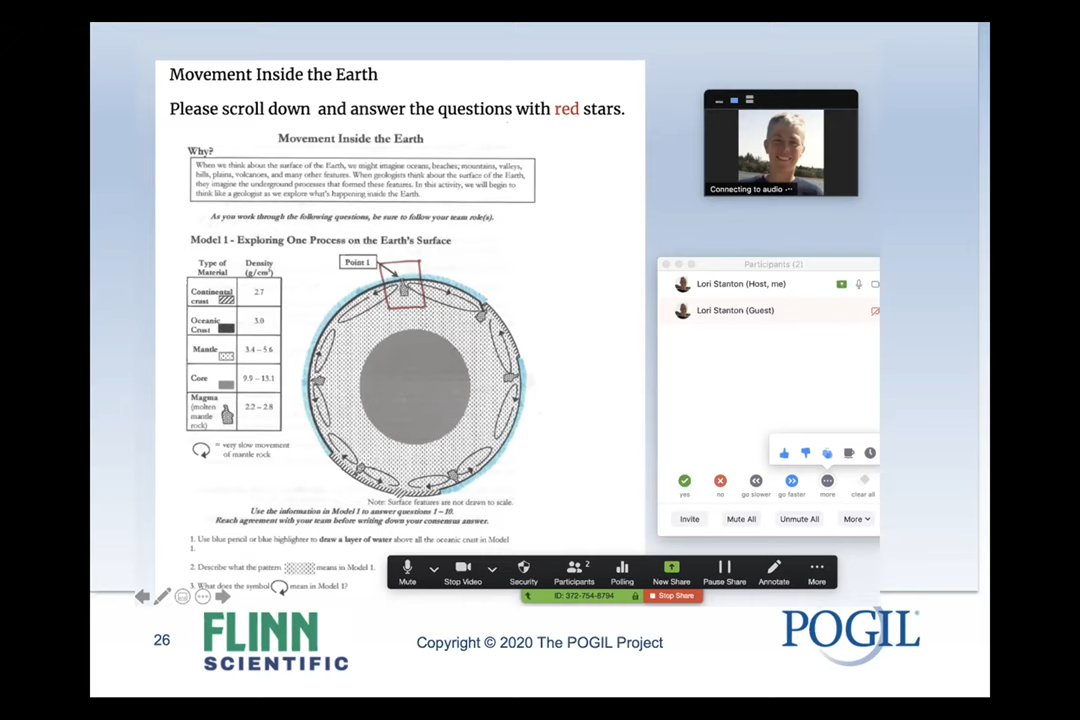 Movement Inside the Earth
Please scroll down and answer the questions with red stars.
Movement Inside the Earth
Why?
When we think about the surface of the Earth, we might imagine oceans, beaches, mountains, valleys,
hills, plains, volcanoes, and many other features. When geologists think about the surface of the Earth,
they imagine the underground processes that formed these features. In this activity, we will begin to
think like a geologist as we explore what's happening inside the Earth.
As you work through the following questions, be sure to follow your team role(s).
Model 1 - Exploring One Process on the Earth's Surface
Type of Material
Density (g/cm³)
Continental crust
2.7
Oceanic Crust
3.0
Mantle
3.4 – 5.6
Core
9.9 – 13.1
Magma (molten mantle rock)
2.2 – 2.8
Point 1
= very slow movement
of mantle rock
Note: Surface features are not drawn to scale.
Use the information in Model 1 to answer questions 1 – 10.
Reach agreement with your team before writing down your consensus answer.
1. Use blue pencil or blue highlighter to draw a layer of water above all the oceanic crust in Model
1.
2. Describe what the pattern means in Model 1.
3. What does the symbol mean in Model 1?
Connecting to audio ···
Participants (2)
Lori Stanton (Host, me)
Lori Stanton (Guest)
yes no go slower go faster more clear all
Invite Mute All Unmute All More
2
Mute Stop Video Security Participants Polling New Share Pause Share Annotate More
ID: 372-754-8794 Stop Share
26
FLINN
SCIENTIFIC
Copyright © 2020 The POGIL Project
POGIL®